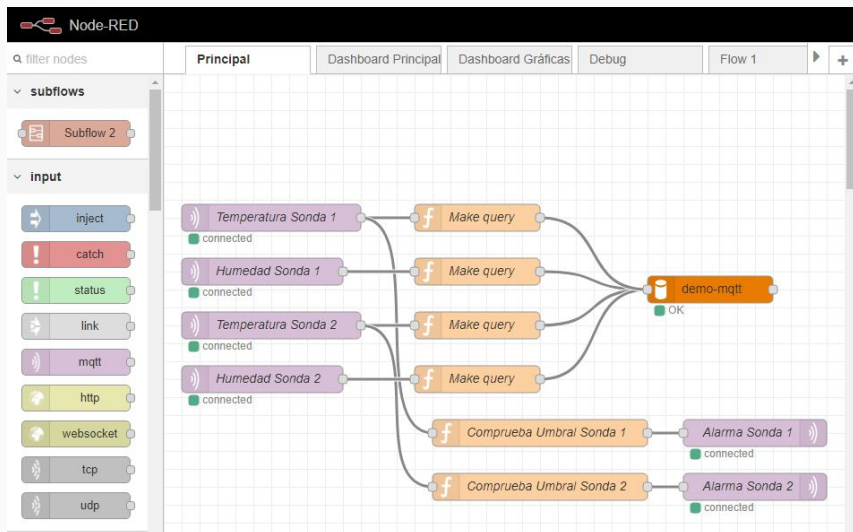 Node-RED
filter nodes
Principal
Dashboard Principal
Dashboard Gráficas
Debug
Flow 1
+
subflows
Subflow 2
input
inject
catch
status
link
mqtt
http
websocket
tcp
udp
Temperatura Sonda 1
connected
Make query
Humedad Sonda 1
connected
Make query
demo-mqtt
OK
Temperatura Sonda 2
connected
Make query
Humedad Sonda 2
connected
Make query
Comprueba Umbral Sonda 1
Alarma Sonda 1
connected
Comprueba Umbral Sonda 2
Alarma Sonda 2
connected